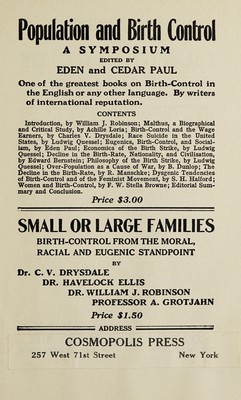 Population and Birth Control
A SYMPOSIUM
EDITED BY
EDEN and CEDAR PAUL
One of the greatest books on Birth-Control in
the English or any other language. By writers
of international reputation.
CONTENTS
Introduction, by William J. Robinson; Malthus, a Biographical
and Critical Study, by Achille Loria; Birth-Control and the Wage
Earners, by Charles V. Drysdale; Race Suicide in the United
States, by Ludwig Quessel; Eugenics, Birth-Control, and Social-
ism, by Eden Paul; Economics of the Birth Strike, by Ludwig
Quessel; Decline in the Birth-Rate, Nationality, and Civilisation,
by Edward Bernstein; Philosophy of the Birth Strike, by Ludwig
Quessel; Over-Population as a Cause of War, by B. Dunlop; The
Decline in the Birth-Rate, by R. Manschke; Dysgenic Tendencies
of Birth-Control and of the Feminist Movement, by S. H. Halford;
Women and Birth-Control, by F. W. Stella Browne; Editorial Sum-
mary and Conclusion.
Price $3.00
SMALL OR LARGE FAMILIES
BIRTH-CONTROL FROM THE MORAL,
RACIAL AND EUGENIC STANDPOINT
BY
Dr. C. V. DRYSDALE
DR. HAVELOCK ELLIS
DR. WILLIAM J. ROBINSON
PROFESSOR A. GROTJAHN
Price $1.50
ADDRESS
COSMOPOLIS PRESS
257 West 71st Street New York